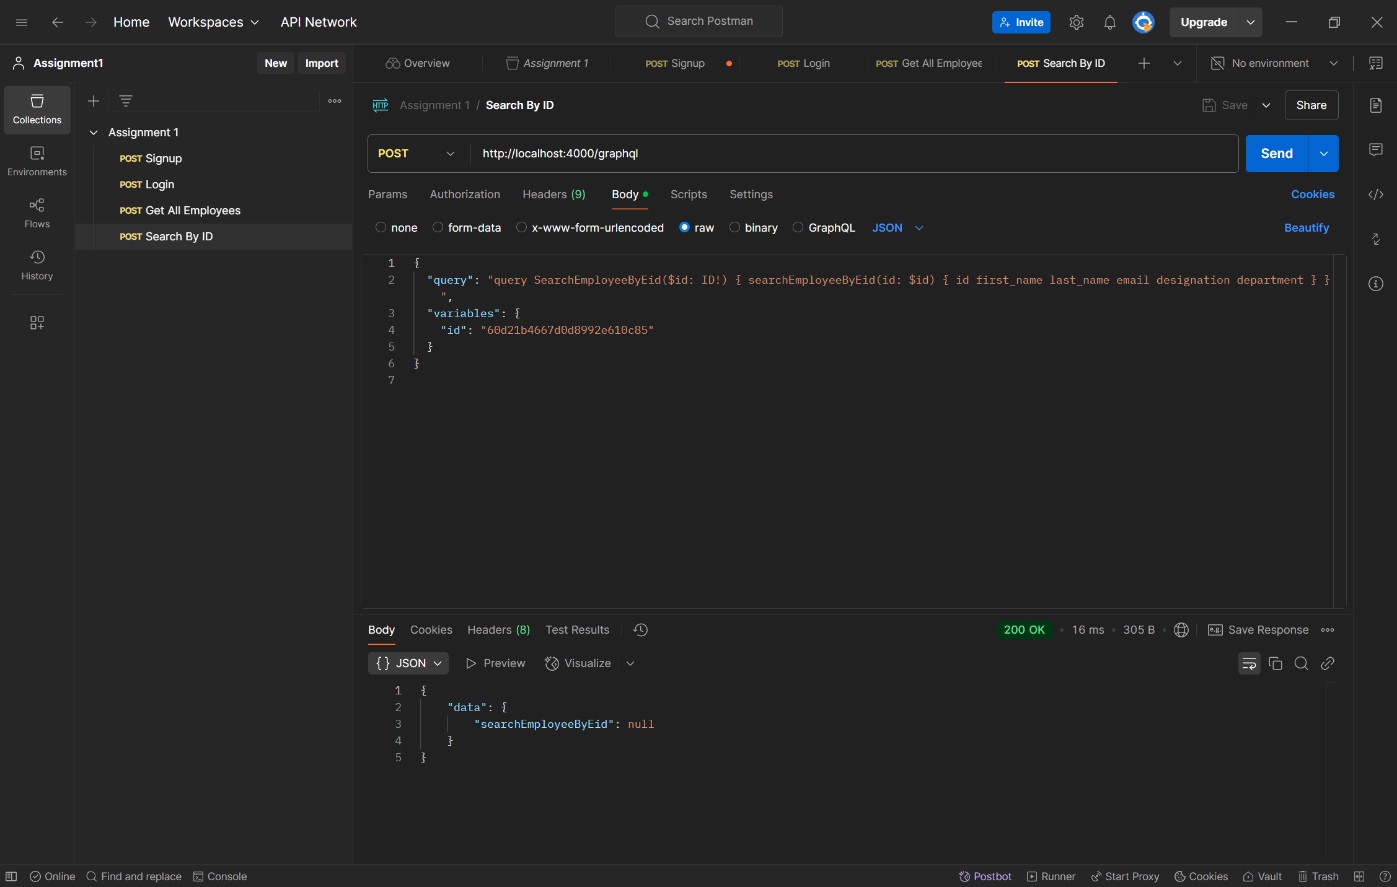 Home Workspaces API Network Search Postman Invite Upgrade
Assignment1 New Import Overview Assignment 1 POST Signup POST Login POST Get All Employee POST Search By ID No environment
Collections
Environments
Flows
History
Assignment 1
POST Signup
POST Login
POST Get All Employees
POST Search By ID
HTTP Assignment 1 / Search By ID Save Share
POST http://localhost:4000/graphql Send
Params Authorization Headers (9) Body Scripts Settings Cookies
none form-data x-www-form-urlencoded raw binary GraphQL JSON Beautify
1 {
2 "query": "query SearchEmployeeByEid($id: ID!) { searchEmployeeByEid(id: $id) { id first_name last_name email designation department } }
",
3 "variables": {
4 "id": "60d21b4667d0d8992e610c85"
5 }
6 }
7
Body Cookies Headers (8) Test Results 200 OK 16 ms 305 B e.g. Save Response
{} JSON Preview Visualize
1 {
2 "data": {
3 "searchEmployeeByEid": null
4 }
5 }
Online Find and replace Console Postbot Runner Start Proxy Cookies Vault Trash